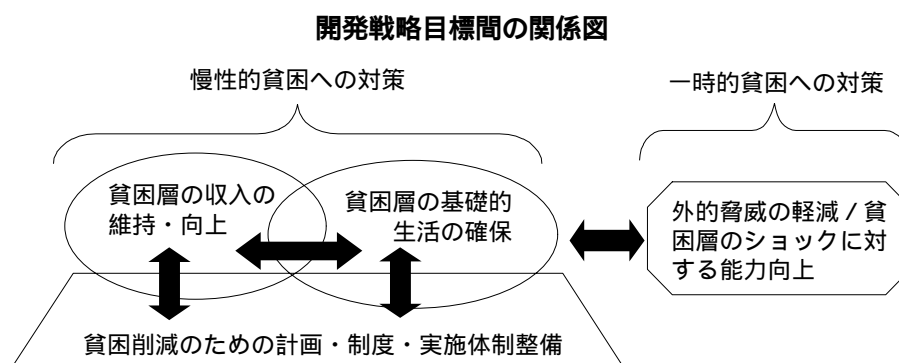 開発戦略目標間の関係図
慢性的貧困への対策
一時的貧困への対策
貧困層の収入の
維持・向上
貧困層の基礎的
生活の確保
外的脅威の軽減 / 貧
困層のショックに対
する能力向上
貧困削減のための計画・制度・実施体制整備